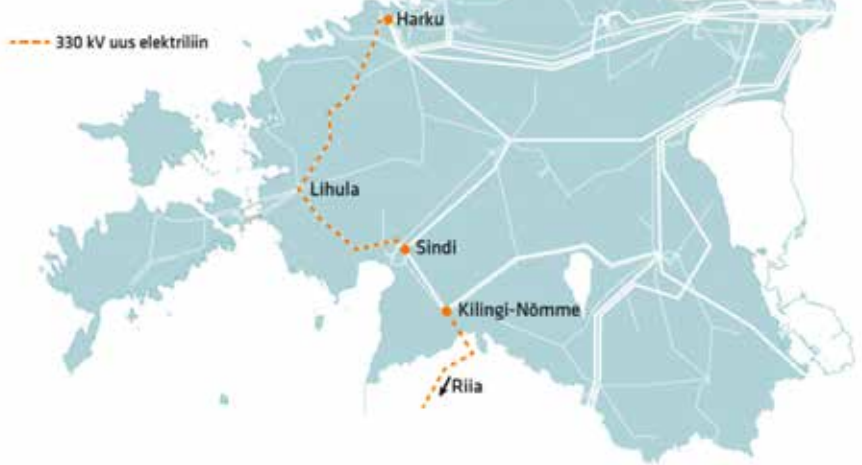 Harku
330 kV uus elektriliin
Lihula
Sindi
Kilingi-Nõmme
Riia